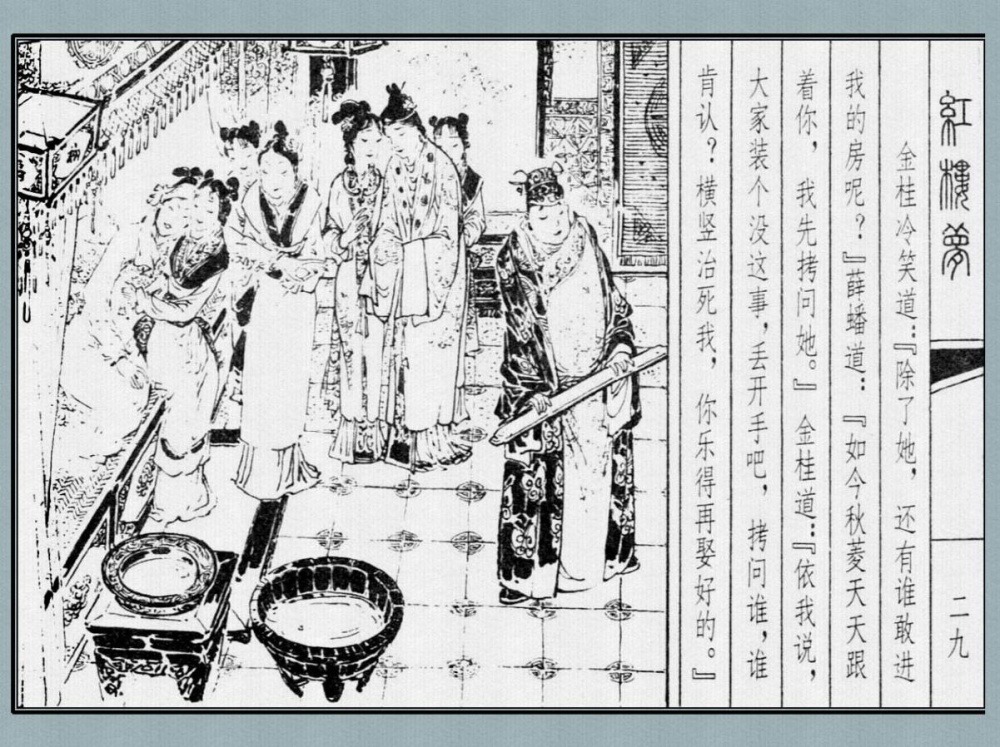 紅樓夢
二九
金桂冷笑道：『除了她，还有谁敢进
我的房呢？』薛蟠道：『如今秋菱天天跟
着你，我先拷问她。』金桂道：『依我说，
大家装个没这事，丢开手吧，拷问谁，谁
肯认？横竖治死我，你乐得再娶好的。』